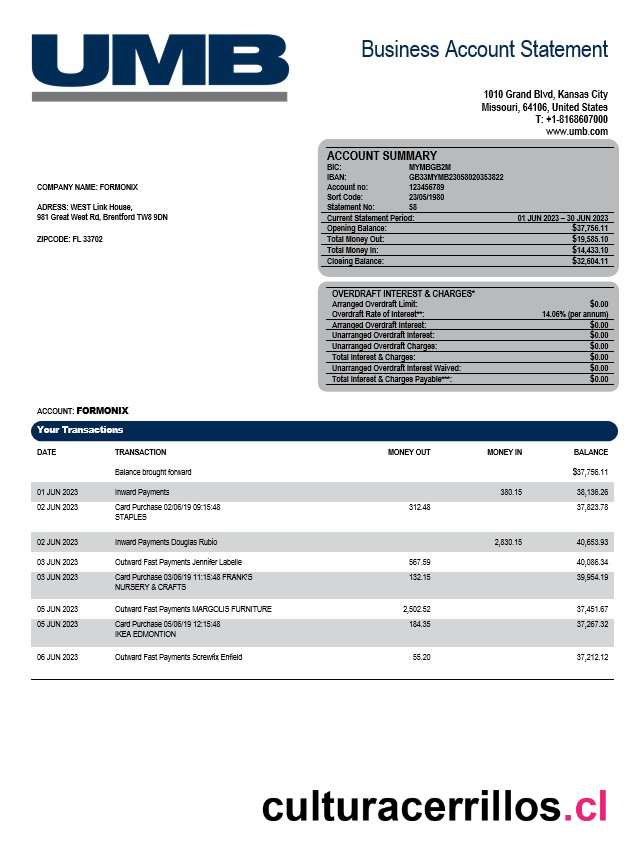 UMB
Business Account Statement
1010 Grand Blvd, Kansas City
Missouri, 64106, United States
T: +1-8168607000
www.umb.com
ACCOUNT SUMMARY
BIC: MYMBGB2M
IBAN: GB33MYMB23058020353822
Account no: 123456789
Sort Code: 23/05/1980
Statement No: 58
Current Statement Period: 01 JUN 2023 – 30 JUN 2023
Opening Balance: $37,756.11
Total Money Out: $19,585.10
Total Money In: $14,433.10
Closing Balance: $32,604.11
COMPANY NAME: FORMONIX
ADRESS: WEST Link House,
981 Great West Rd, Brentford TW8 9DN
ZIPCODE: FL 33702
OVERDRAFT INTEREST & CHARGES*
Arranged Overdraft Limit: $0.00
Overdraft Rate of Interest**: 14.06% (per annum)
Arranged Overdraft Interest: $0.00
Unarranged Overdraft Interest: $0.00
Unarranged Overdraft Charges: $0.00
Total Interest & Charges: $0.00
Unarranged Overdraft Interest Waived: $0.00
Total Interest & Charges Payable***: $0.00
ACCOUNT: FORMONIX
Your Transactions
DATE TRANSACTION MONEY OUT MONEY IN BALANCE
Balance brought forward $37,756.11
01 JUN 2023 Inward Payments 380.15 38,136.26
02 JUN 2023 Card Purchase 02/06/19 09:15:48 312.48 37,823.78
STAPLES
02 JUN 2023 Inward Payments Douglas Rubio 2,830.15 40,653.93
03 JUN 2023 Outward Fast Payments Jennifer Labelle 567.59 40,086.34
03 JUN 2023 Card Purchase 03/06/19 11:15:48 FRANK'S 132.15 39,954.19
NURSERY & CRAFTS
05 JUN 2023 Outward Fast Payments MARGOLIS FURNITURE 2,502.52 37,451.67
05 JUN 2023 Card Purchase 05/06/19 12:15:48 184.35 37,267.32
IKEA EDMONTION
06 JUN 2023 Outward Fast Payments Screwfix Enfield 55.20 37,212.12
culturacerrillos.cl